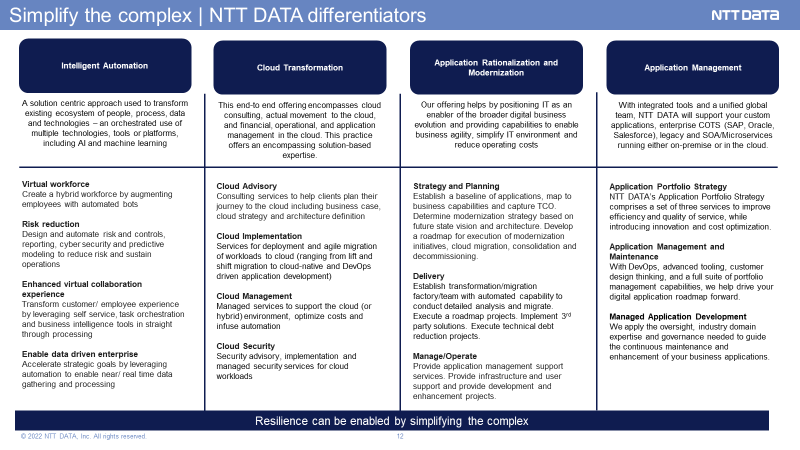 Simplify the complex | NTT DATA differentiators
NTT DATA
Intelligent Automation
A solution centric approach used to transform
existing ecosystem of people, process, data
and technologies – an orchestrated use of
multiple technologies, tools or platforms,
including AI and machine learning
Virtual workforce
Create a hybrid workforce by augmenting
employees with automated bots
Risk reduction
Design and automate risk and controls,
reporting, cyber security and predictive
modeling to reduce risk and sustain
operations
Enhanced virtual collaboration
experience
Transform customer/ employee experience
by leveraging self service, task orchestration
and business intelligence tools in straight
through processing
Enable data driven enterprise
Accelerate strategic goals by leveraging
automation to enable near/ real time data
gathering and processing
Cloud Transformation
This end to end offering encompasses cloud
consulting, actual movement to the cloud,
and financial, operational, and application
management in the cloud. This practice
offers an encompassing solution-based
expertise.
Cloud Advisory
Consulting services to help clients plan their
journey to the cloud including business case,
cloud strategy and architecture definition
Cloud Implementation
Services for deployment and agile migration
of workloads to cloud (ranging from lift and
shift migration to cloud-native and DevOps
driven application development)
Cloud Management
Managed services to support the cloud (or
hybrid) environment, optimize costs and
infuse automation
Cloud Security
Security advisory, implementation and
managed security services for cloud
workloads
Application Rationalization and
Modernization
Our offering helps by positioning IT as an
enabler of the broader digital business
evolution and providing capabilities to enable
business agility, simplify IT environment and
reduce operating costs
Strategy and Planning
Establish a baseline of applications, map to
business capabilities and capture TCO.
Determine modernization strategy based on
future state vision and architecture. Develop
a roadmap for execution of modernization
initiatives, cloud migration, consolidation and
decommissioning.
Delivery
Establish transformation/migration
factory/team with automated capability to
conduct detailed analysis and migrate.
Execute a roadmap projects. Implement 3rd
party solutions. Execute technical debt
reduction projects.
Manage/Operate
Provide application management support
services. Provide infrastructure and user
support and provide development and
enhancement projects.
Application Management
With integrated tools and a unified global
team, NTT DATA will support your custom
applications, enterprise COTS (SAP, Oracle,
Salesforce), legacy and SOA/Microservices
running either on-premise or in the cloud.
Application Portfolio Strategy
NTT DATA's Application Portfolio Strategy
comprises a set of three services to improve
efficiency and quality of service, while
introducing innovation and cost optimization.
Application Management and
Maintenance
With DevOps, advanced tooling, customer
design thinking, and a full suite of portfolio
management capabilities, we help drive your
digital application roadmap forward.
Managed Application Development
We apply the oversight, industry domain
expertise and governance needed to guide
the continuous maintenance and
enhancement of your business applications.
Resilience can be enabled by simplifying the complex
© 2022 NTT DATA, Inc. All rights reserved
12